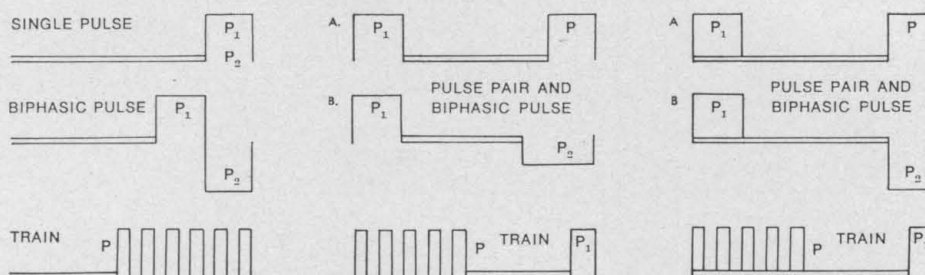 SINGLE PULSE P₁ P₂
A. P₁ P
A P₁ P
BIPHASIC PULSE P₁ P₂
B. P₁ PULSE PAIR AND
BIPHASIC PULSE P₂
B P₁ PULSE PAIR AND
BIPHASIC PULSE P₂
TRAIN P
P TRAIN P₁
P TRAIN P